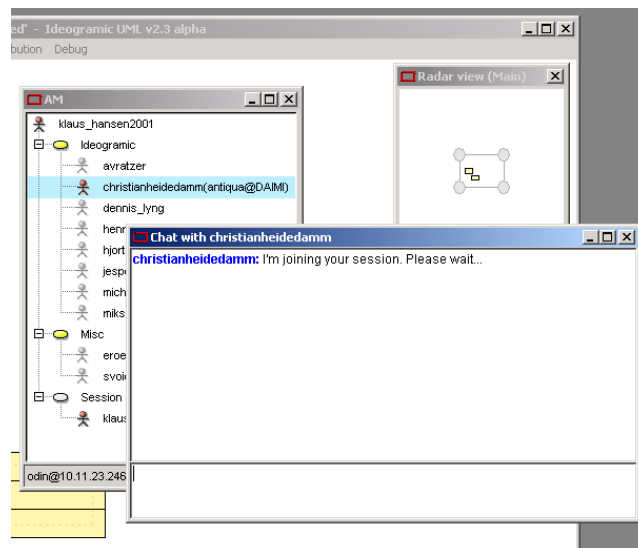 ed' - Ideogramic UML v2.3 alpha
bution Debug
Radar view (Main)
AM
klaus_hansen2001
Ideogramic
avratzer
christianheidedamm(antiqua@DAIMI)
dennis_lyng
henr
hjort
jesp
mich
miks
Misc
eroe
svoi
Session
klaus
odin@10.11.23.246
Chat with christianheidedamm
christianheidedamm: I'm joining your session. Please wait...